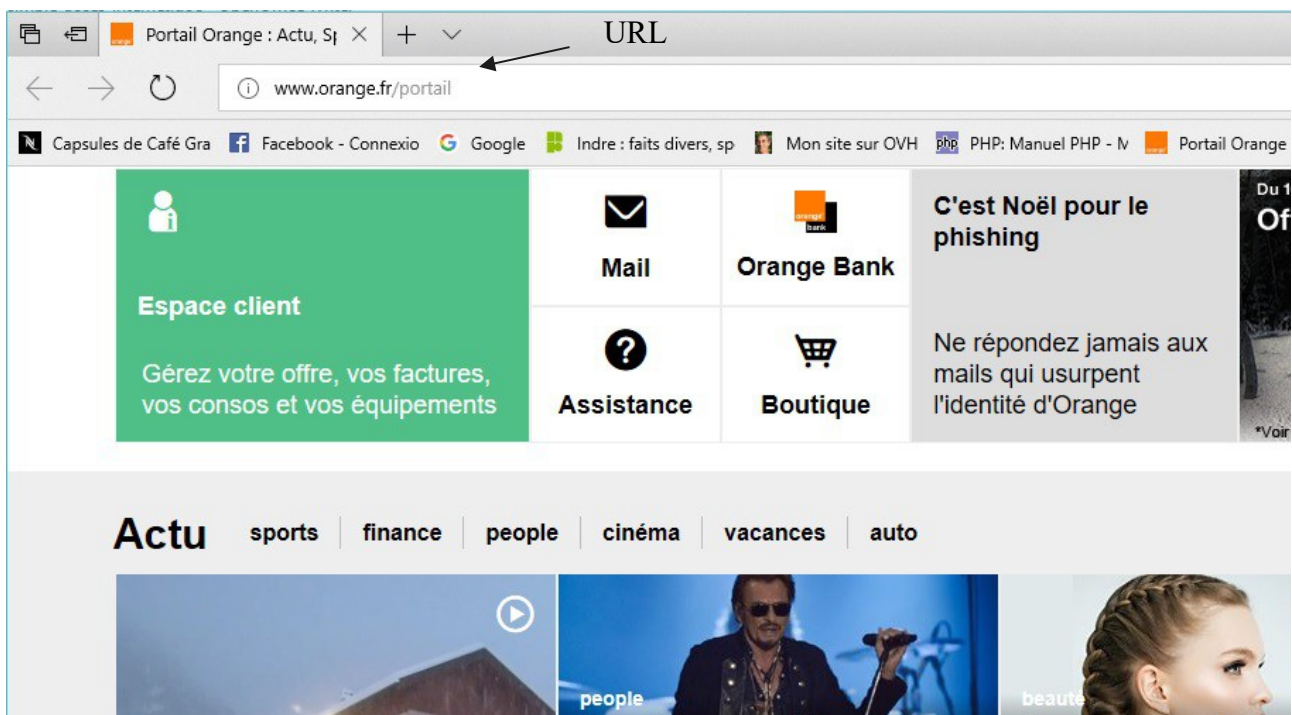 Portail Orange : Actu, Sp
URL
www.orange.fr/portail
Capsules de Café Gra
Facebook - Connexio
Google
Indre : faits divers, sp
Mon site sur OVH
php
PHP: Manuel PHP - M
Portail Orange
Espace client
Gérez votre offre, vos factures,
vos consos et vos équipements
Mail
orange
bank
Orange Bank
Assistance
Boutique
C'est Noël pour le
phishing
Ne répondez jamais aux
mails qui usurpent
l'identité d'Orange
Du 1
Of
*Voir
Actu
sports
finance
people
cinéma
vacances
auto
people
beauté